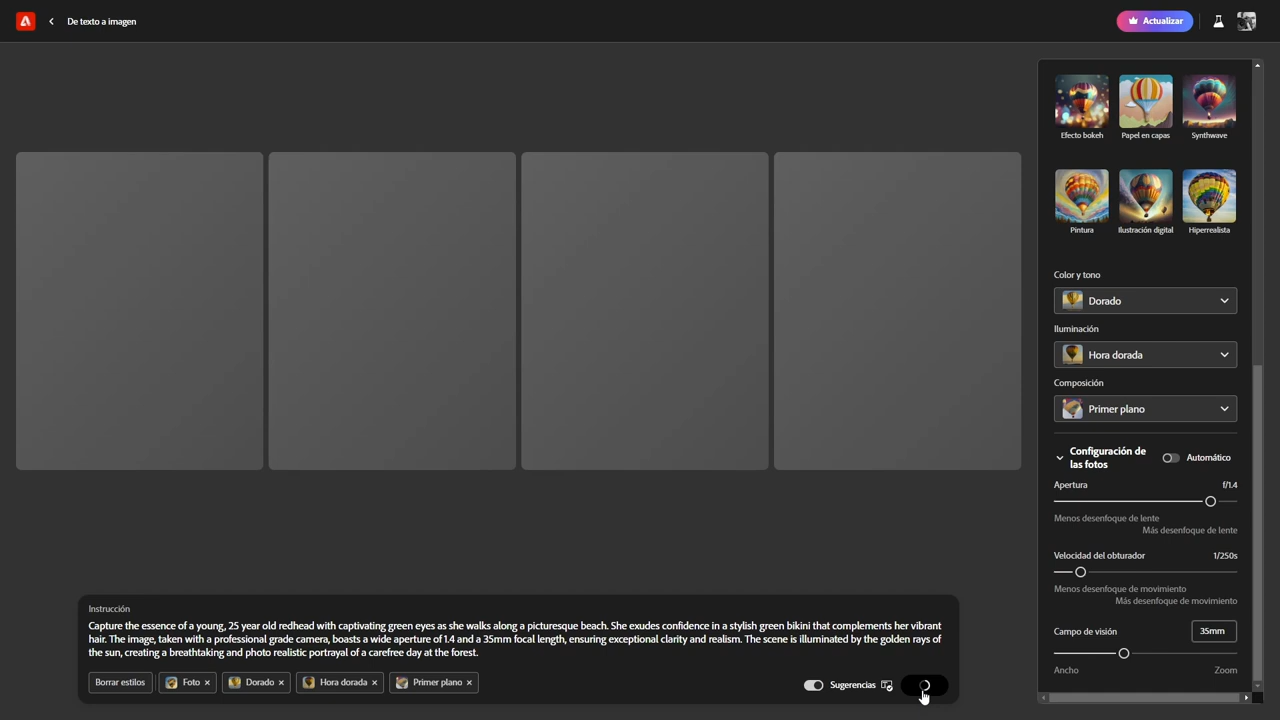 De texto a imagen
Actualizar
Efecto bokeh
Papel en capas
Synthwave
Pintura
Ilustración digital
Hiperrealista
Color y tono
Dorado
Iluminación
Hora dorada
Composición
Primer plano
Configuración de
las fotos
Automático
Apertura
f/1.4
Menos desenfoque de lente
Más desenfoque de lente
Velocidad del obturador
1/250s
Menos desenfoque de movimiento
Más desenfoque de movimiento
Campo de visión
35mm
Ancho
Zoom
Instrucción
Capture the essence of a young, 25 year old redhead with captivating green eyes as she walks along a picturesque beach. She exudes confidence in a stylish green bikini that complements her vibrant
hair. The image, taken with a professional grade camera, boasts a wide aperture of 1.4 and a 35mm focal length, ensuring exceptional clarity and realism. The scene is illuminated by the golden rays of
the sun, creating a breathtaking and photo realistic portrayal of a carefree day at the forest.
Borrar estilos
Foto
Dorado
Hora dorada
Primer plano
Sugerencias